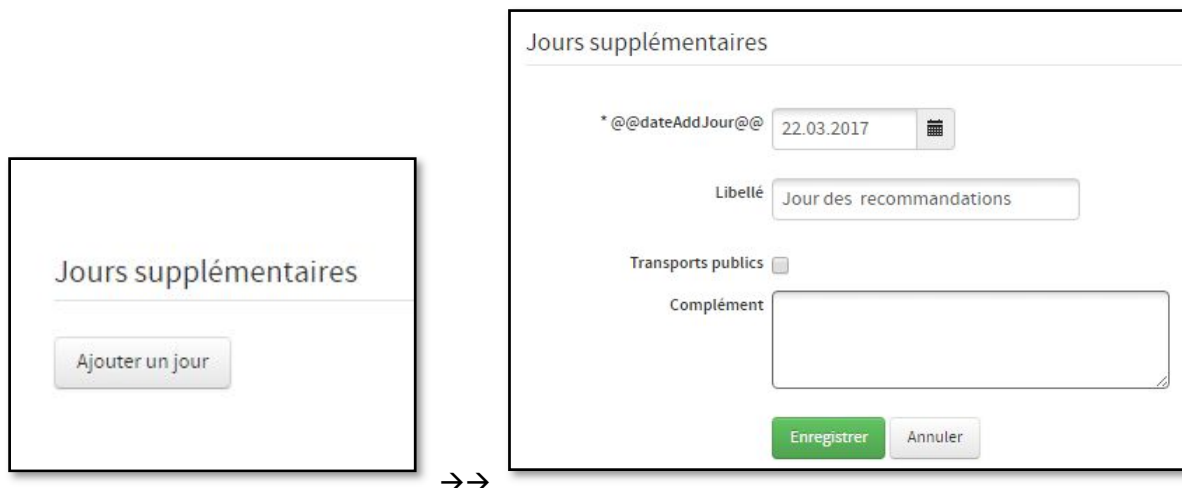 Jours supplémentaires
Ajouter un jour
→→
Jours supplémentaires
* @@dateAddJour@@ 22.03.2017
Libellé Jour des recommandations
Transports publics
Complément
Enregistrer Annuler